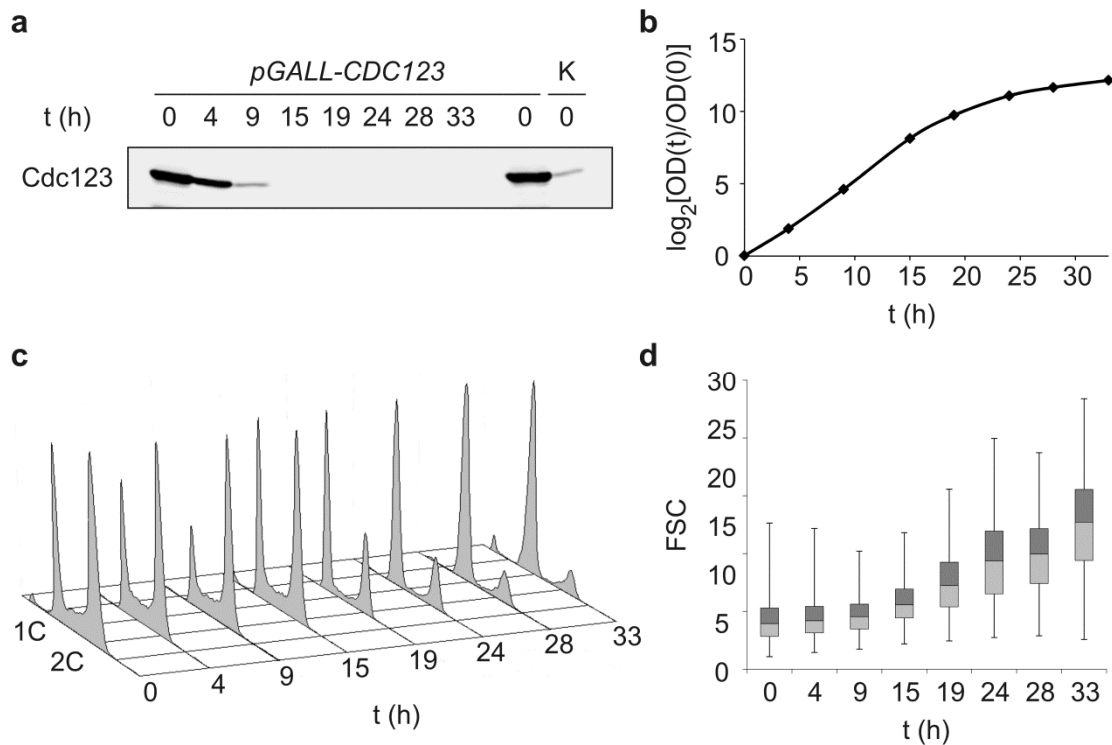 a
pGALL-CDC123 K
t (h) 0 4 9 15 19 24 28 33 0 0
Cdc123
b
15
10
5
0
log2[OD(t)/OD(0)]
0 5 10 15 20 25 30
t (h)
c
1C
2C
0 4 9 15 19 24 28 33
t (h)
d
30
25
20
15
10
5
0
FSC
0 4 9 15 19 24 28 33
t (h)